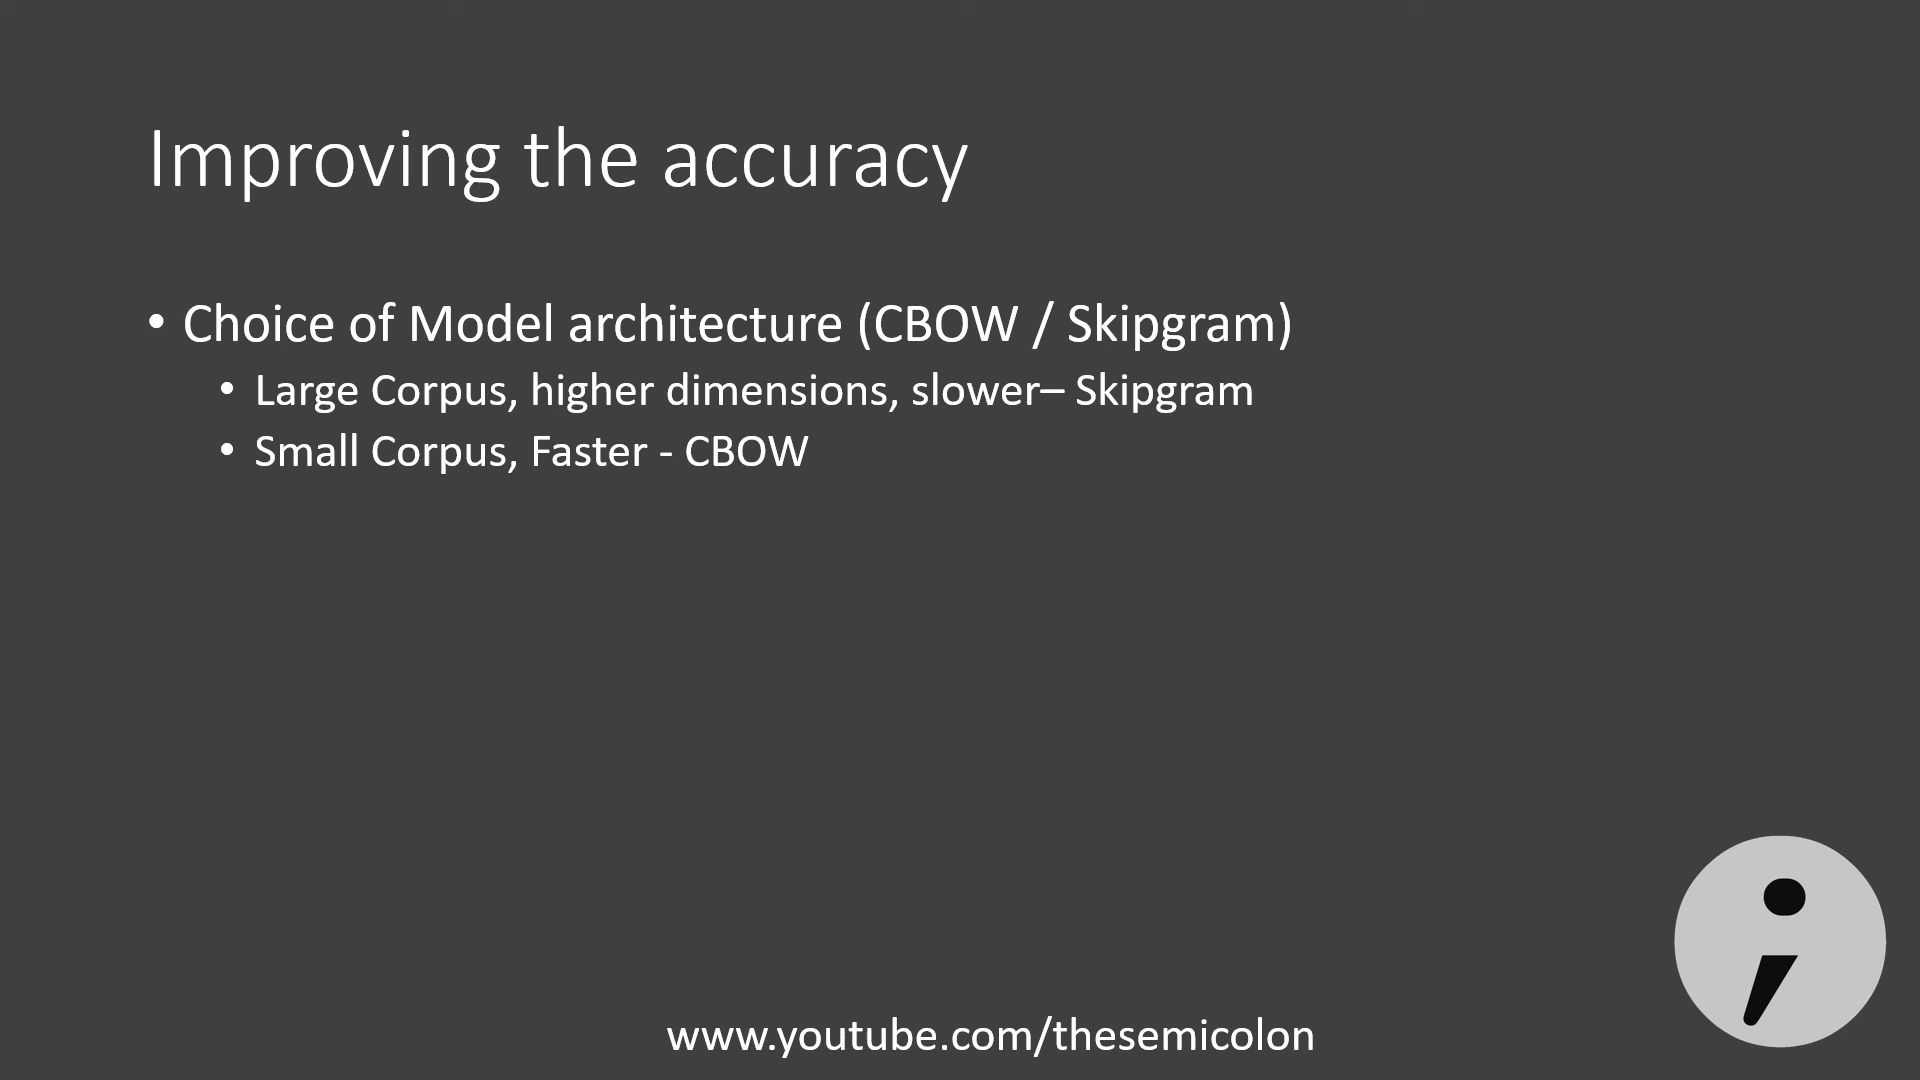 Improving the accuracy
• Choice of Model architecture (CBOW / Skipgram)
• Large Corpus, higher dimensions, slower– Skipgram
• Small Corpus, Faster - CBOW
www.youtube.com/thesemicolon